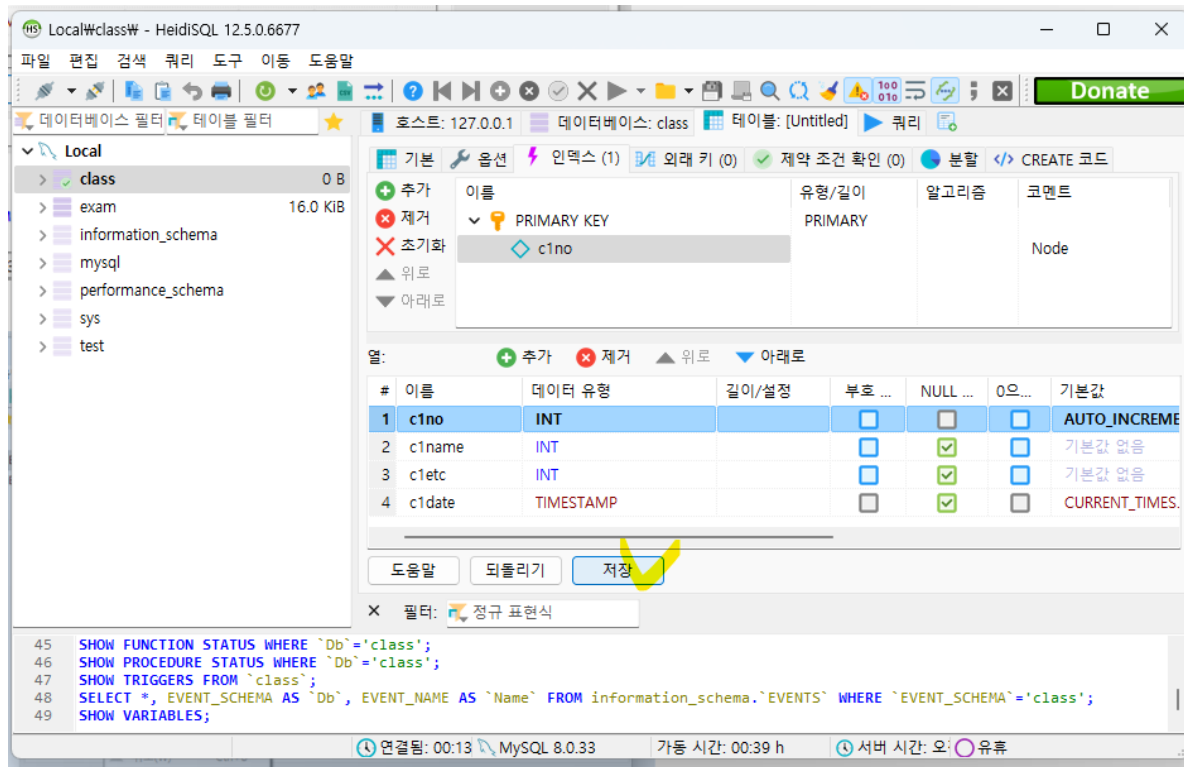 Local₩class₩ - HeidiSQL 12.5.0.6677
파일 편집 검색 쿼리 도구 이동 도움말
Donate
데이터베이스 필터 테이블 필터
호스트: 127.0.0.1 데이터베이스: class 테이블: [Untitled] 쿼리
Local
class 0 B
exam 16.0 KiB
information_schema
mysql
performance_schema
sys
test
기본 옵션 인덱스 (1) 외래 키 (0) 제약 조건 확인 (0) 분할 CREATE 코드
추가
제거
초기화
위로
아래로
이름 유형/길이 알고리즘 코멘트
PRIMARY KEY PRIMARY
c1no Node
열: 추가 제거 위로 아래로
# 이름 데이터 유형 길이/설정 부호 ... NULL ... 0으... 기본값
1 c1no INT AUTO_INCREME
2 c1name INT 기본값 없음
3 c1etc INT 기본값 없음
4 c1date TIMESTAMP CURRENT_TIMES...
도움말 되돌리기 저장
필터: 정규 표현식
45 SHOW FUNCTION STATUS WHERE `Db`='class';
46 SHOW PROCEDURE STATUS WHERE `Db`='class';
47 SHOW TRIGGERS FROM `class`;
48 SELECT *, EVENT_SCHEMA AS `Db`, EVENT_NAME AS `Name` FROM information_schema.`EVENTS` WHERE `EVENT_SCHEMA`='class';
49 SHOW VARIABLES;
연결됨: 00:13 MySQL 8.0.33 가동 시간: 00:39 h 서버 시간: 오 유휴